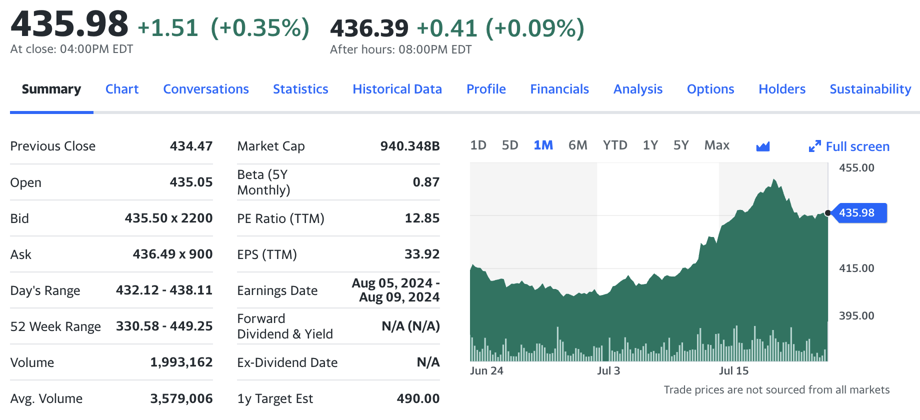 435.98 +1.51 (+0.35%) 436.39 +0.41 (+0.09%)
At close: 04:00PM EDT After hours: 08:00PM EDT
Summary Chart Conversations Statistics Historical Data Profile Financials Analysis Options Holders Sustainability
Previous Close 434.47
Open 435.05
Bid 435.50 x 2200
Ask 436.49 x 900
Day's Range 432.12 - 438.11
52 Week Range 330.58 - 449.25
Volume 1,993,162
Avg. Volume 3,579,006
Market Cap 940.348B
Beta (5Y
Monthly) 0.87
PE Ratio (TTM) 12.85
EPS (TTM) 33.92
Earnings Date Aug 05, 2024 -
Aug 09, 2024
Forward
Dividend & Yield N/A (N/A)
Ex-Dividend Date N/A
1y Target Est 490.00
1D 5D 1M 6M YTD 1Y 5Y Max Full screen
455.00
435.98
415.00
395.00
Jun 24 Jul 3 Jul 15
Trade prices are not sourced from all markets